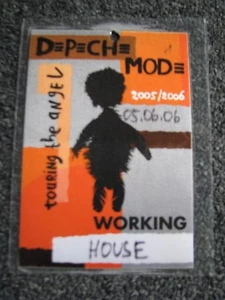 DEPECHE
MODE
touring the angel
2005/2006
05.06.06
WORKING
HOUSE